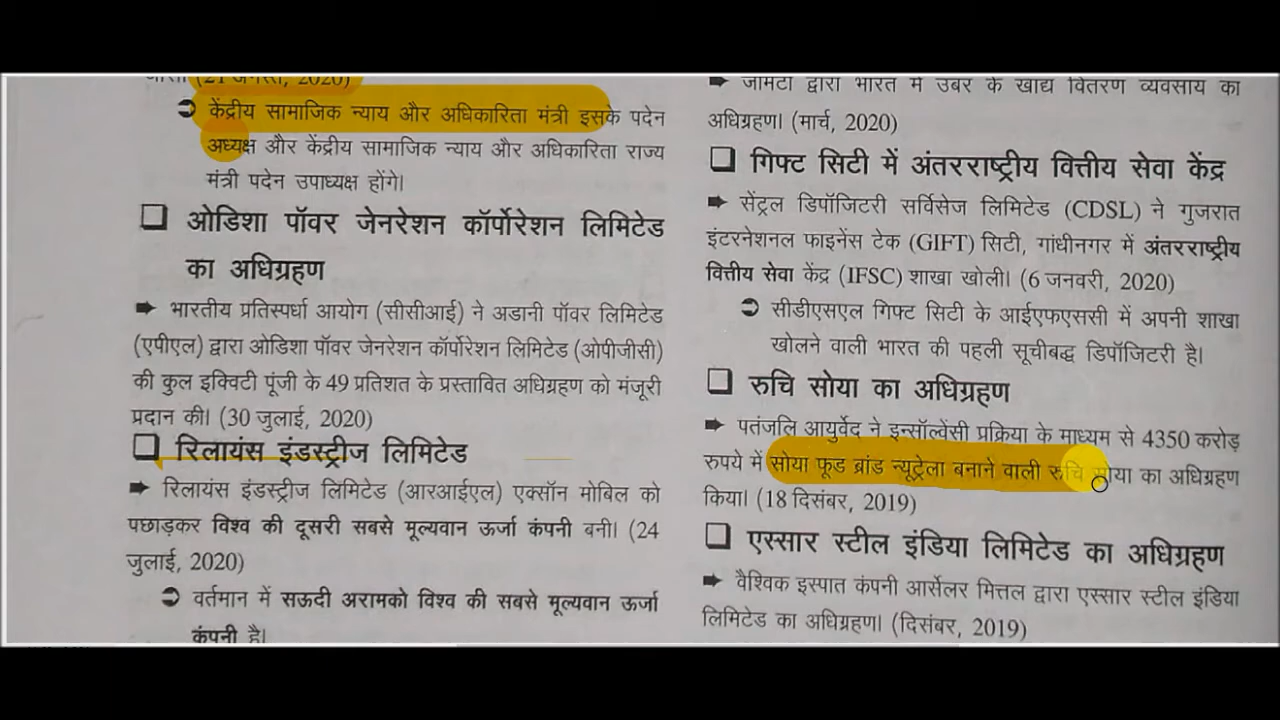 (21 अगस्त, 2020)
केंद्रीय सामाजिक न्याय और अधिकारिता मंत्री इसके पदेन
अध्यक्ष और केंद्रीय सामाजिक न्याय और अधिकारिता राज्य
मंत्री पदेन उपाध्यक्ष होंगे।
ओडिशा पॉवर जेनरेशन कॉर्पोरेशन लिमिटेड
का अधिग्रहण
भारतीय प्रतिस्पर्धा आयोग (सीसीआई) ने अडानी पॉवर लिमिटेड
(एपीएल) द्वारा ओडिशा पॉवर जेनरेशन कॉर्पोरेशन लिमिटेड (ओपीजीसी)
की कुल इक्विटी पूंजी के 49 प्रतिशत के प्रस्तावित अधिग्रहण को मंजूरी
प्रदान की। (30 जुलाई, 2020)
रिलायंस इंडस्ट्रीज लिमिटेड
रिलायंस इंडस्ट्रीज लिमिटेड (आरआईएल) एक्सॉन मोबिल को
पछाड़कर विश्व की दूसरी सबसे मूल्यवान ऊर्जा कंपनी बनी। (24
जुलाई, 2020)
वर्तमान में सऊदी अरामको विश्व की सबसे मूल्यवान ऊर्जा
कंपनी है।
जोमैटो द्वारा भारत में उबर के खाद्य वितरण व्यवसाय का
अधिग्रहण। (मार्च, 2020)
गिफ्ट सिटी में अंतरराष्ट्रीय वित्तीय सेवा केंद्र
सेंट्रल डिपॉजिटरी सर्विसेज लिमिटेड (CDSL) ने गुजरात
इंटरनेशनल फाइनेंस टेक (GIFT) सिटी, गांधीनगर में अंतरराष्ट्रीय
वित्तीय सेवा केंद्र (IFSC) शाखा खोली। (6 जनवरी, 2020)
सीडीएसएल गिफ्ट सिटी के आईएफएससी में अपनी शाखा
खोलने वाली भारत की पहली सूचीबद्ध डिपॉजिटरी है।
रुचि सोया का अधिग्रहण
पतंजलि आयुर्वेद ने इन्सॉल्वेंसी प्रक्रिया के माध्यम से 4350 करोड़
रुपये में सोया फूड ब्रांड न्यूट्रेला बनाने वाली रुचि सोया का अधिग्रहण
किया। (18 दिसंबर, 2019)
एस्सार स्टील इंडिया लिमिटेड का अधिग्रहण
वैश्विक इस्पात कंपनी आर्सेलर मित्तल द्वारा एस्सार स्टील इंडिया
लिमिटेड का अधिग्रहण। (दिसंबर, 2019)